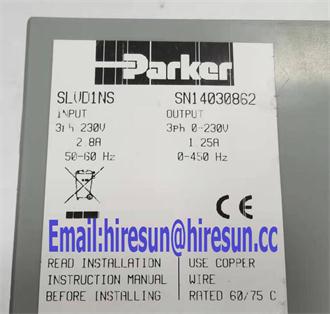 Parker
SLVD1NS SN14030862
INPUT OUTPUT
3ph 230V 3ph 0-230V
2.8A 1.25A
50-60 Hz 0-450 Hz
CE
Email:hiresun@hiresun.cc
READ INSTALLATION USE COPPER
INSTRUCTION MANUAL WIRE
BEFORE INSTALLING RATED 60/75 C